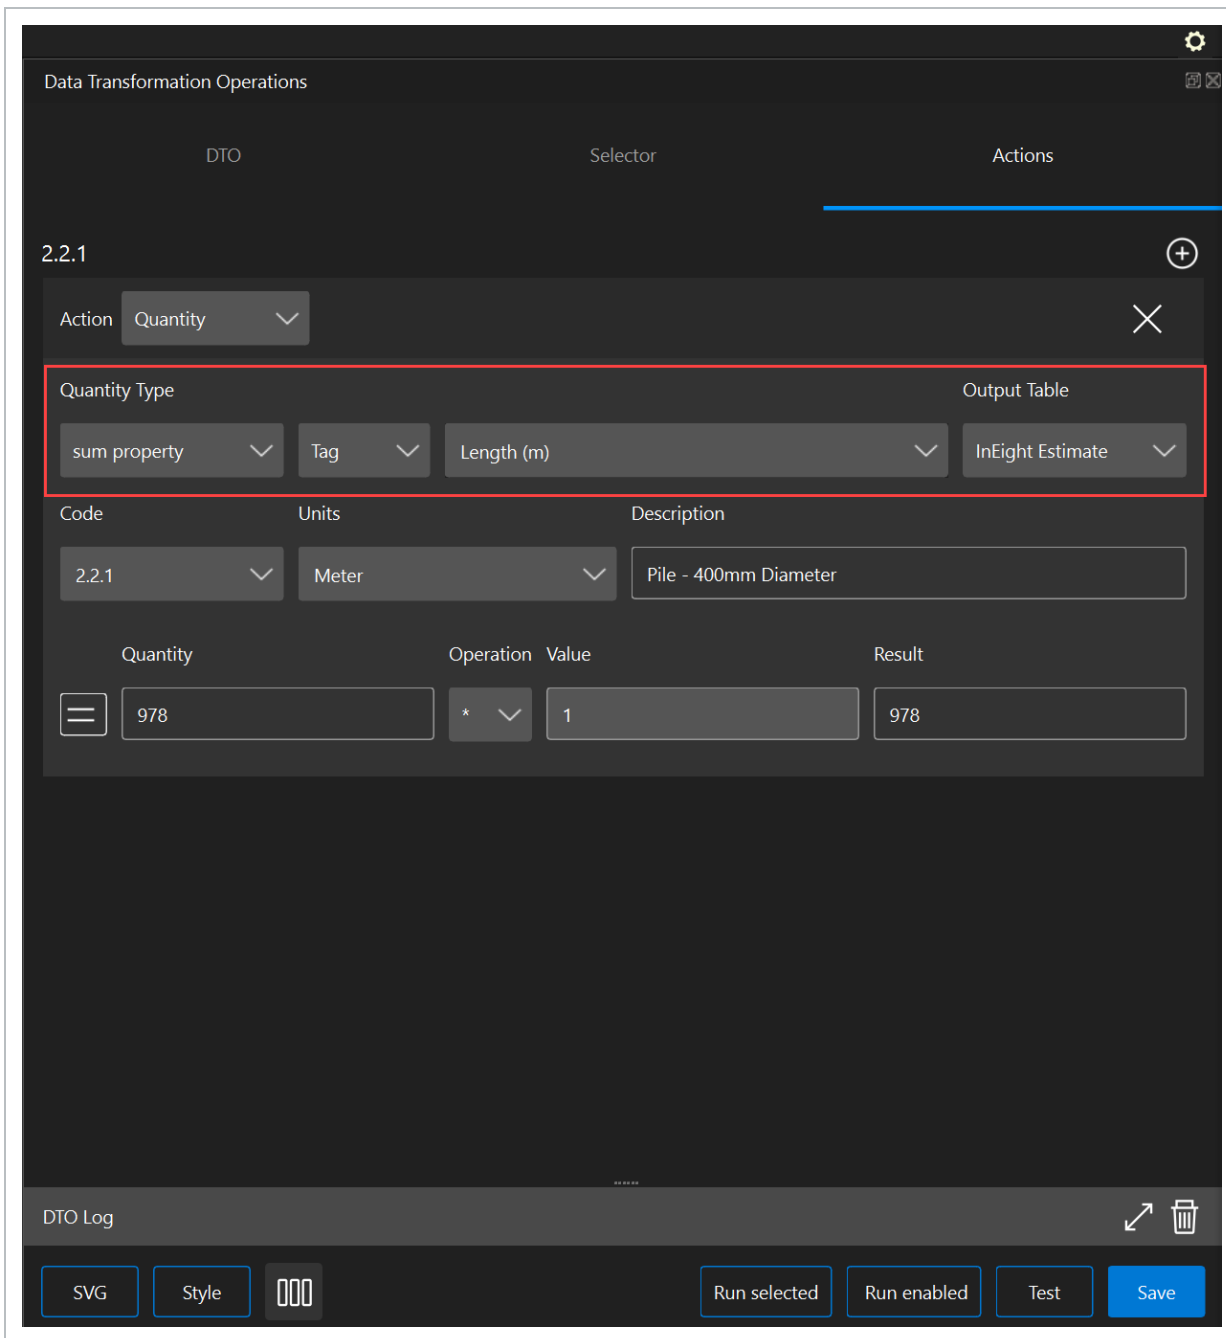 Data Transformation Operations
DTO Selector Actions
2.2.1
Action Quantity
Quantity Type Output Table
sum property Tag Length (m) InEight Estimate
Code Units Description
2.2.1 Meter Pile - 400mm Diameter
Quantity Operation Value Result
978 * 1 978
DTO Log
SVG Style Run selected Run enabled Test Save